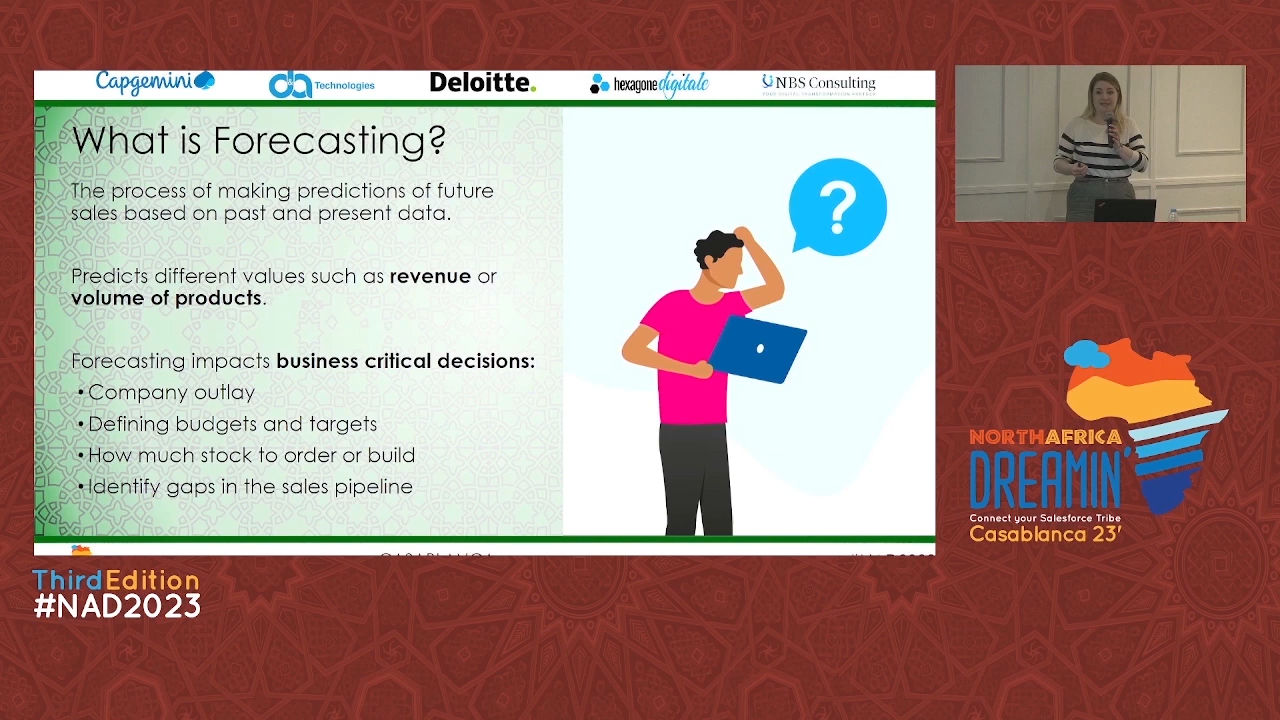 Capgemini
d&a Technologies
Deloitte.
hexagone digitale
NBS Consulting
What is Forecasting?
The process of making predictions of future
sales based on past and present data.
Predicts different values such as revenue or
volume of products.
Forecasting impacts business critical decisions:
• Company outlay
• Defining budgets and targets
• How much stock to order or build
• Identify gaps in the sales pipeline
?
NORTHAFRICA
DREAMIN'
Connect your Salesforce Tribe
Casablanca 23'
ThirdEdition
#NAD2023